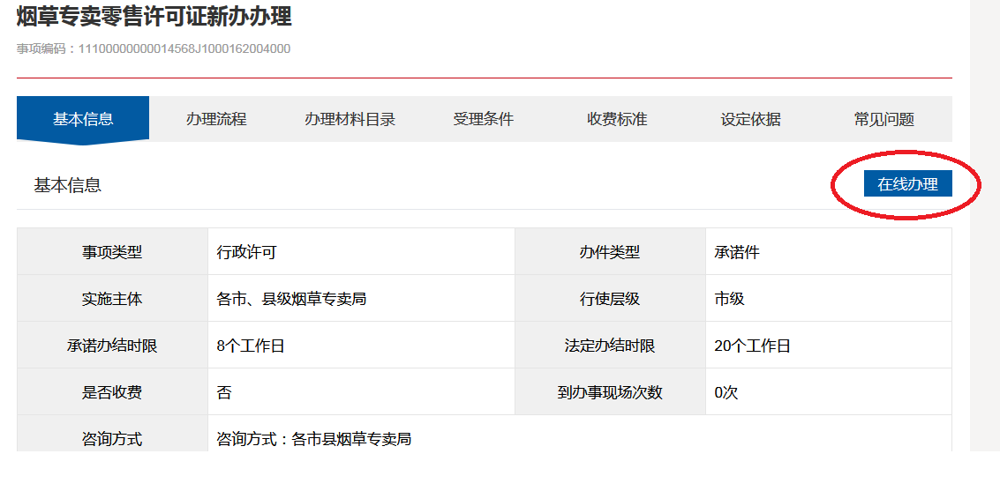 烟草专卖零售许可证新办办理
事项编码：11100000000014568J1000162004000
基本信息 办理流程 办理材料目录 受理条件 收费标准 设定依据 常见问题
基本信息 在线办理
事项类型 行政许可 办件类型 承诺件
实施主体 各市、县级烟草专卖局 行使层级 市级
承诺办结时限 8个工作日 法定办结时限 20个工作日
是否收费 否 到办事现场次数 0次
咨询方式 咨询方式：各市县烟草专卖局